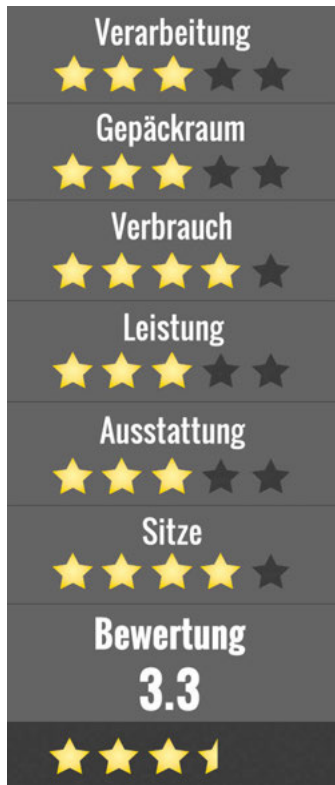 Verarbeitung
Gepäckraum
Verbrauch
Leistung
Ausstattung
Sitze
Bewertung
3.3